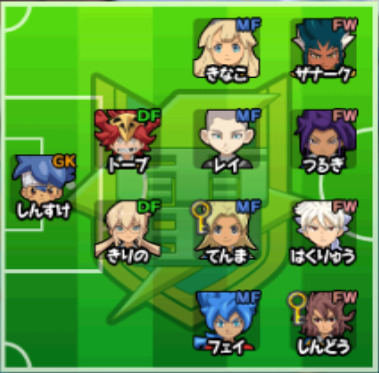 MF
きなこ
FW
ザナーク
GK
しんすけ
DF
トーブ
MF
レイ
FW
つるぎ
DF
きりの
MF
てんま
FW
はくりゅう
MF
フェイ
FW
しんどう